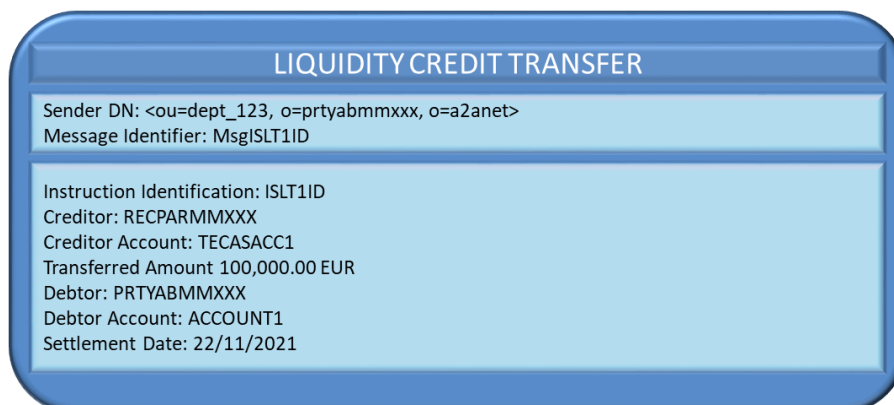 LIQUIDITY CREDIT TRANSFER
Sender DN: <ou=dept_123, o=prtyabmmxxx, o=a2anet>
Message Identifier: MsgISLT1ID
Instruction Identification: ISLT1ID
Creditor: RECPARMMXXX
Creditor Account: TECASACC1
Transferred Amount 100,000.00 EUR
Debtor: PRTYABMMXXX
Debtor Account: ACCOUNT1
Settlement Date: 22/11/2021